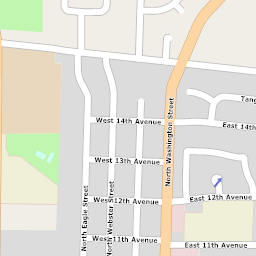 Tang
West 14th Avenue
East 14th
North Washington Street
West 13th Avenue
North Eagle Street
North Webster Street
West 12th Avenue
East 12th Avenue
West 11th Avenue
East 11th Avenue